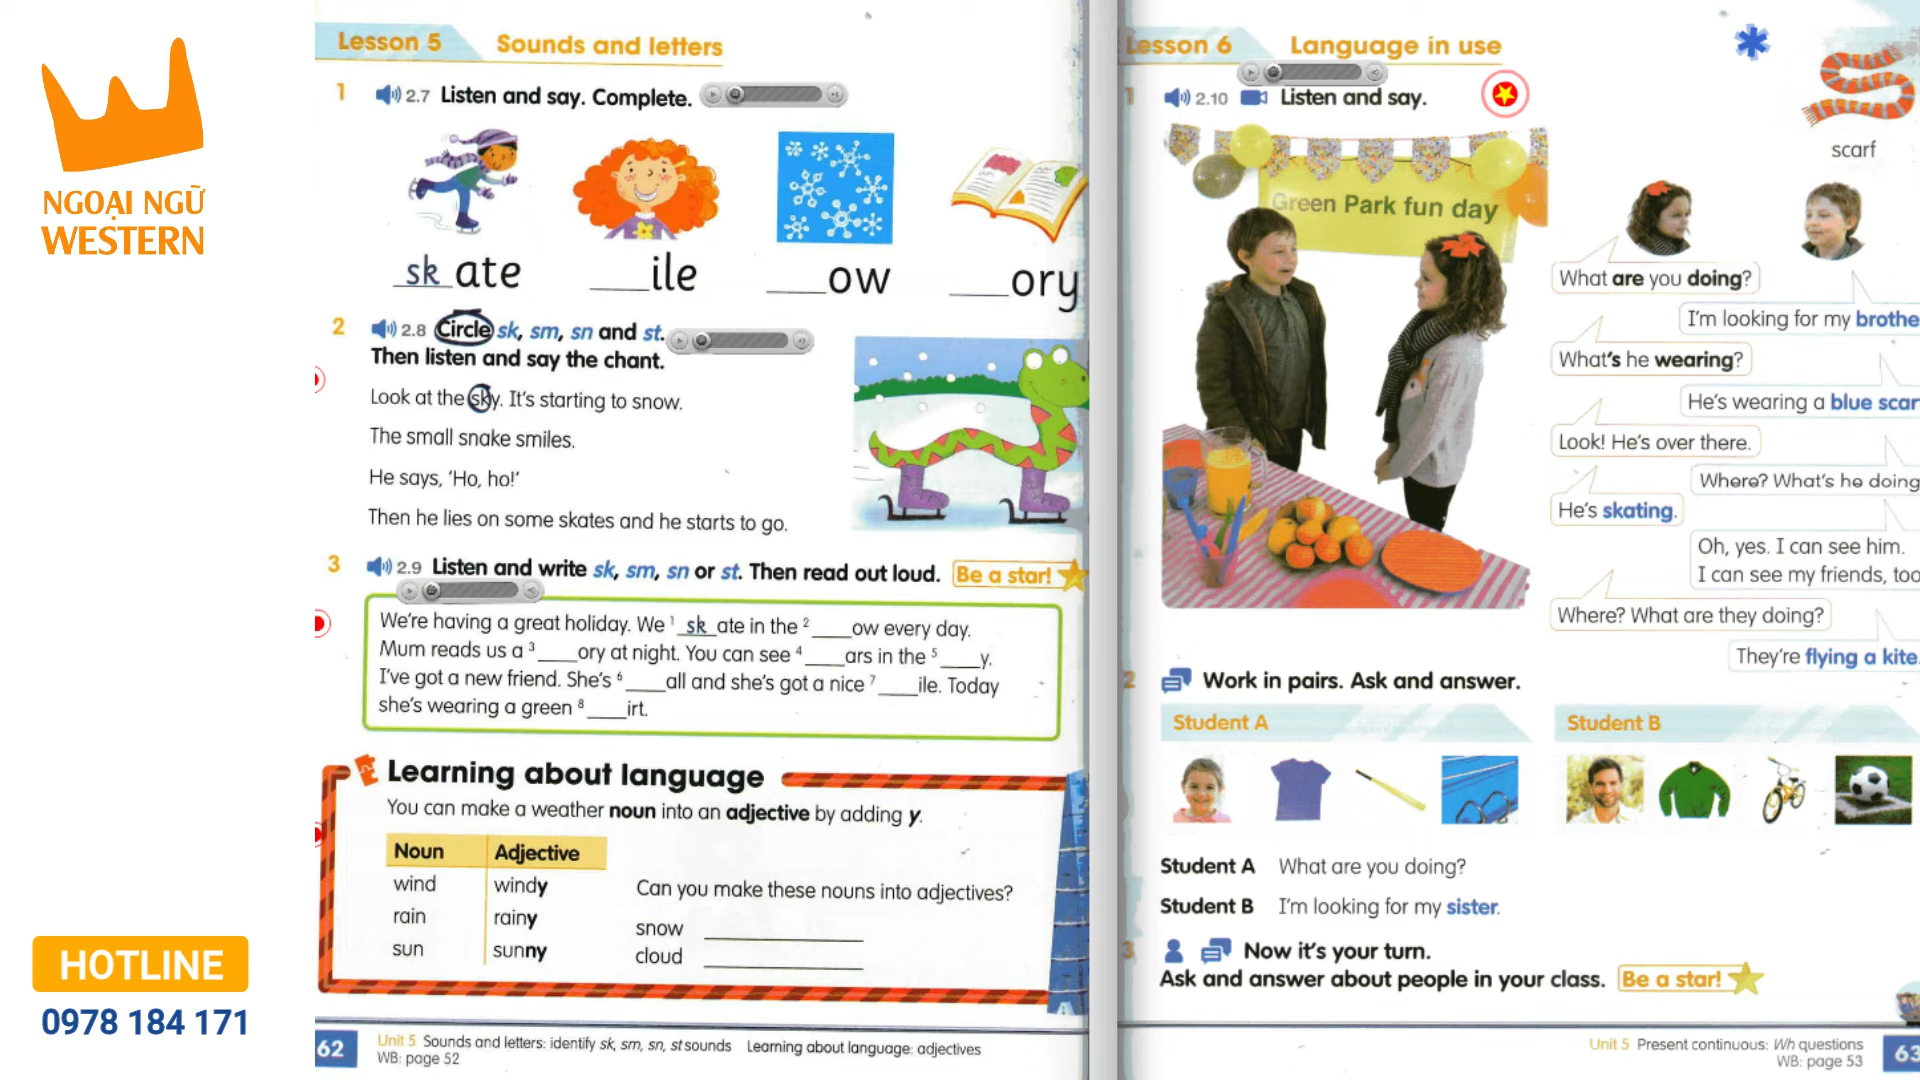 NGOẠI NGỮ
WESTERN
HOTLINE
0978 184 171
Lesson 5 Sounds and letters
1 2.7 Listen and say. Complete.
sk ate ___ile ___ow ___ory
2 2.8 Circle sk, sm, sn and st.
Then listen and say the chant.
Look at the sky. It's starting to snow.
The small snake smiles.
He says, 'Ho, ho!'
Then he lies on some skates and he starts to go.
3 2.9 Listen and write sk, sm, sn or st. Then read out loud. Be a star!
We're having a great holiday. We 1 sk ate in the 2 ___ow every day.
Mum reads us a 3 ___ory at night. You can see 4 ___ars in the 5 ___y.
I've got a new friend. She's 6 ___all and she's got a nice 7 ___ile. Today
she's wearing a green 8 ___irt.
Learning about language
You can make a weather noun into an adjective by adding y.
Noun Adjective
wind windy
rain rainy
sun sunny
Can you make these nouns into adjectives?
snow
cloud
62 Unit 5 Sounds and letters: identify sk, sm, sn, st sounds Learning about language: adjectives
WB: page 52
Lesson 6 Language in use
1 2.10 Listen and say.
Green Park fun day
scarf
What are you doing?
I'm looking for my brothe
What's he wearing?
He's wearing a blue scar
Look! He's over there.
Where? What's he doing
He's skating.
Oh, yes. I can see him.
I can see my friends, too
Where? What are they doing?
They're flying a kite.
2 Work in pairs. Ask and answer.
Student A
Student B
Student A What are you doing?
Student B I'm looking for my sister.
3 Now it's your turn.
Ask and answer about people in your class. Be a star!
Unit 5 Present continuous: Wh questions
WB: page 53
63